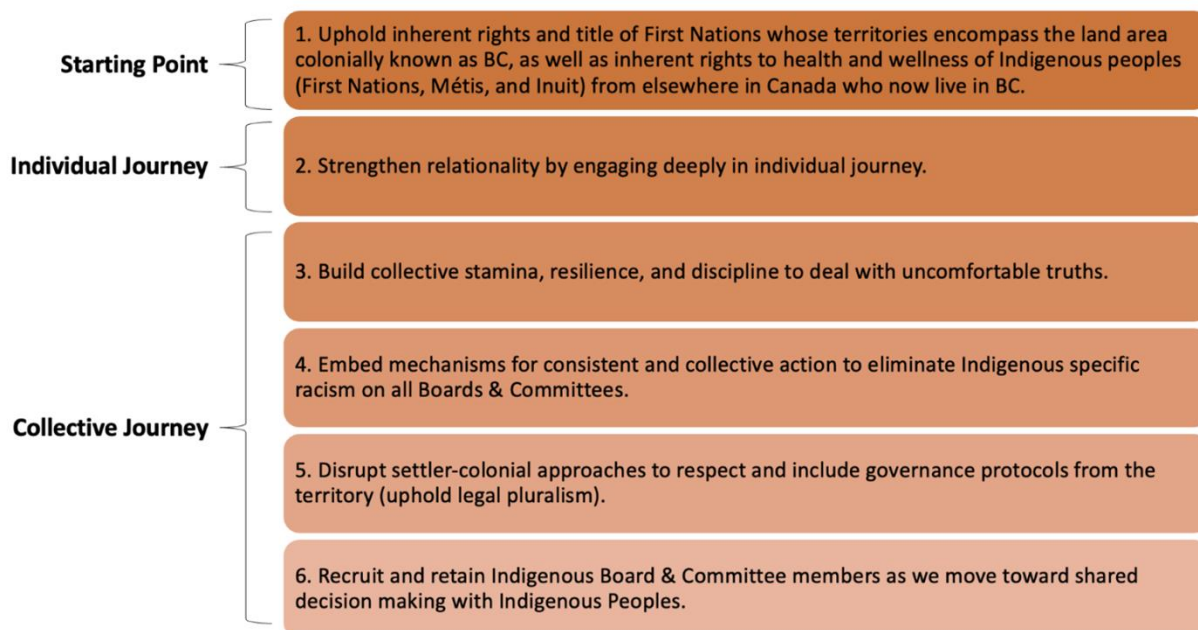 Starting Point
1. Uphold inherent rights and title of First Nations whose territories encompass the land area
colonially known as BC, as well as inherent rights to health and wellness of Indigenous peoples
(First Nations, Métis, and Inuit) from elsewhere in Canada who now live in BC.
Individual Journey
2. Strengthen relationality by engaging deeply in individual journey.
Collective Journey
3. Build collective stamina, resilience, and discipline to deal with uncomfortable truths.
4. Embed mechanisms for consistent and collective action to eliminate Indigenous specific
racism on all Boards & Committees.
5. Disrupt settler-colonial approaches to respect and include governance protocols from the
territory (uphold legal pluralism).
6. Recruit and retain Indigenous Board & Committee members as we move toward shared
decision making with Indigenous Peoples.